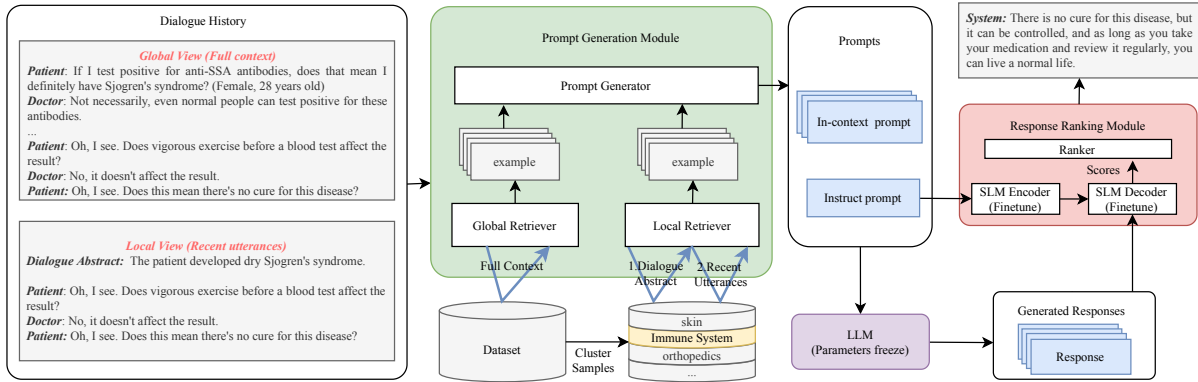 Dialogue History
Global View (Full context)
Patient: If I test positive for anti-SSA antibodies, does that mean I
definitely have Sjogren's syndrome? (Female, 28 years old)
Doctor: Not necessarily, even normal people can test positive for these
antibodies.
...
Patient: Oh, I see. Does vigorous exercise before a blood test affect the
result?
Doctor: No, it doesn't affect the result.
Patient: Oh, I see. Does this mean there's no cure for this disease?
Local View (Recent utterances)
Dialogue Abstract: The patient developed dry Sjogren's syndrome.
Patient: Oh, I see. Does vigorous exercise before a blood test affect the
result?
Doctor: No, it doesn't affect the result.
Patient: Oh, I see. Does this mean there's no cure for this disease?
Prompt Generation Module
Prompt Generator
example
example
Global Retriever
Local Retriever
Full Context
1.Dialogue
Abstract
2.Recent
Utterances
Dataset
Cluster
Samples
skin
Immune System
orthopedics
...
Prompts
In-context prompt
Instruct prompt
LLM
(Parameters freeze)
Generated Responses
Response
System: There is no cure for this disease, but
it can be controlled, and as long as you take
your medication and review it regularly, you
can live a normal life.
Response Ranking Module
Ranker
Scores
SLM Encoder
(Finetune)
SLM Decoder
(Finetune)